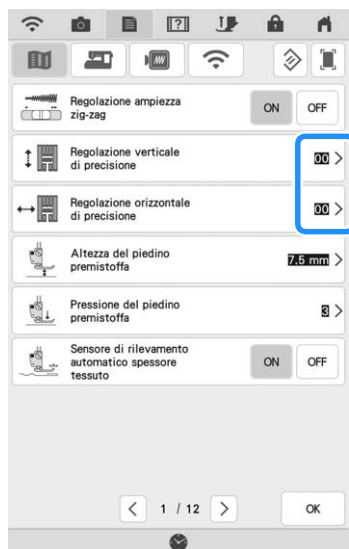 Regolazione ampiezza
zig-zag
ON
OFF
Regolazione verticale
di precisione
00
Regolazione orizzontale
di precisione
00
Altezza del piedino
premistoffa
7.5 mm
Pressione del piedino
premistoffa
3
Sensore di rilevamento
automatico spessore
tessuto
ON
OFF
1 / 12
OK